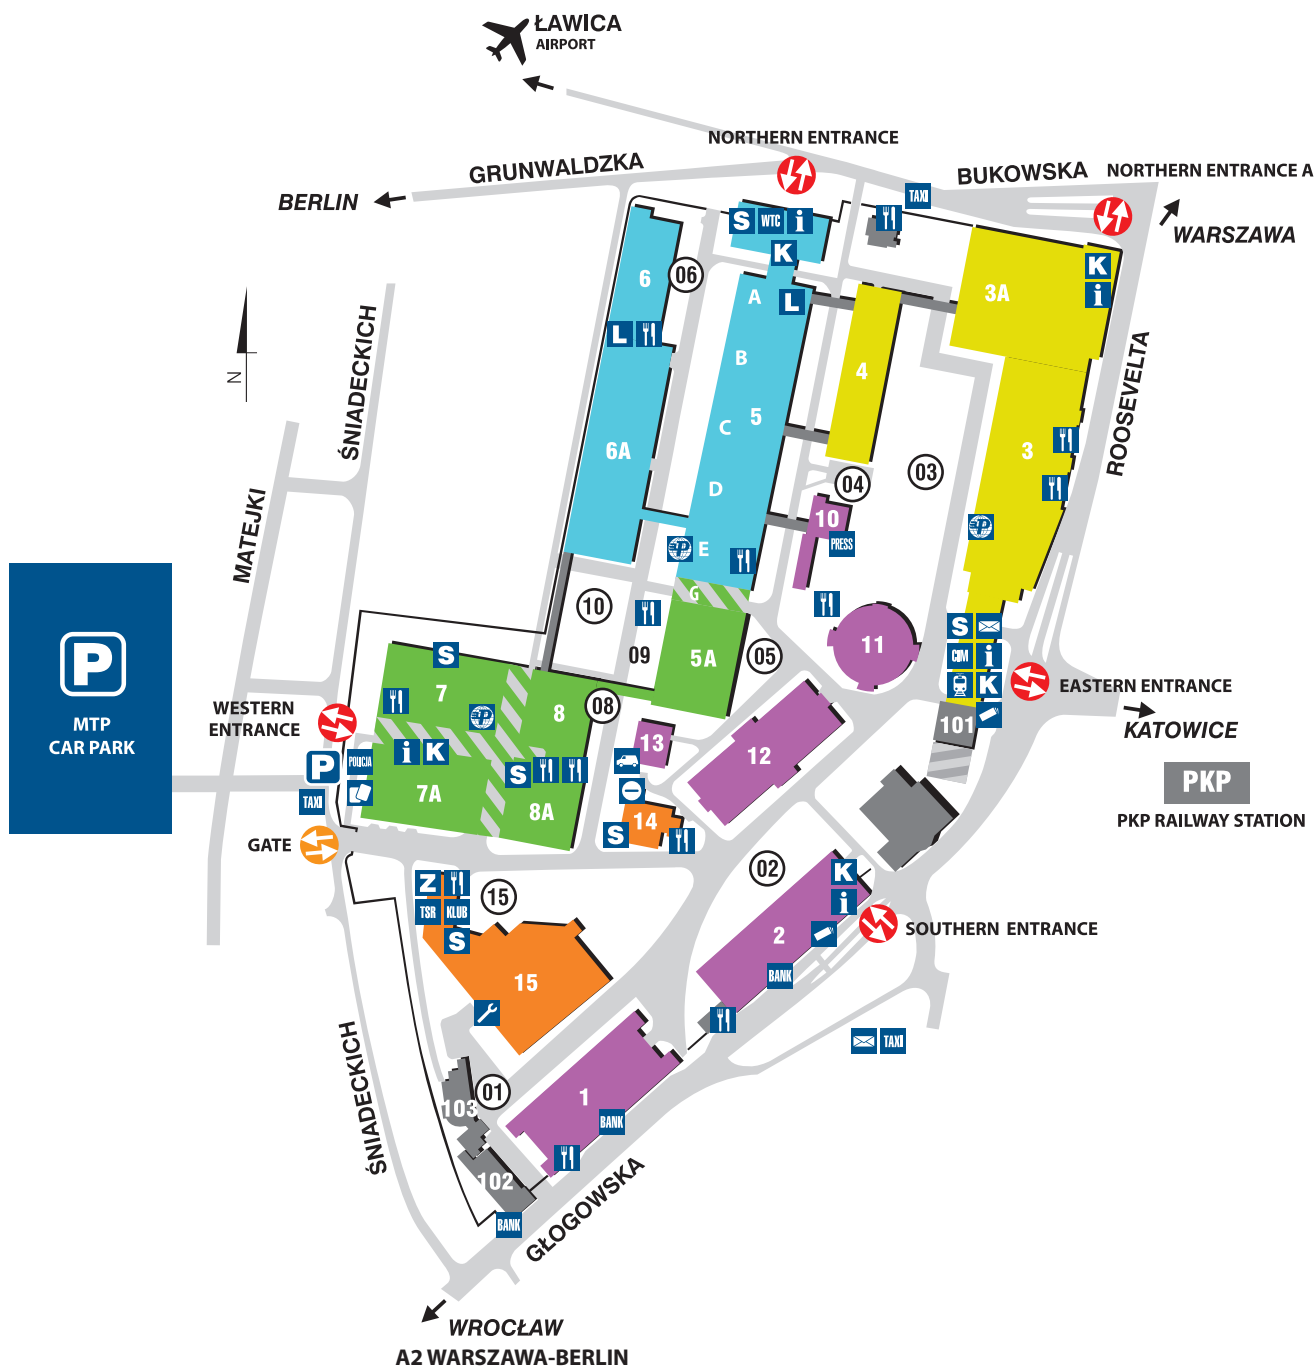 ŁAWICA
AIRPORT
NORTHERN ENTRANCE
GRUNWALDZKA
BUKOWSKA
NORTHERN ENTRANCE A
BERLIN
TAXI
WARSZAWA
S WTC i
K
K
i
6
06
A
L
3A
4
L
B
N
ŚNIADECKICH
ROOSEVELTA
5
C
6A
3
03
D
04
MATEJKI
10
PRESS
E
G
10
09
5A
05
11
S
CIIM i
K
EASTERN ENTRANCE
KATOWICE
101
P
MTP
CAR PARK
S
7
8
08
WESTERN
ENTRANCE
13
12
i K
P
POLICJA
TAXI
7A
S
8A
14
S
GATE
PKP
PKP RAILWAY STATION
02
K
i
2
SOUTHERN ENTRANCE
BANK
Z
TSR KLUB
S
15
15
TAXI
ŚNIADECKICH
01
103
1
BANK
102
BANK
GŁOGOWSKA
WROCŁAW
A2 WARSZAWA-BERLIN